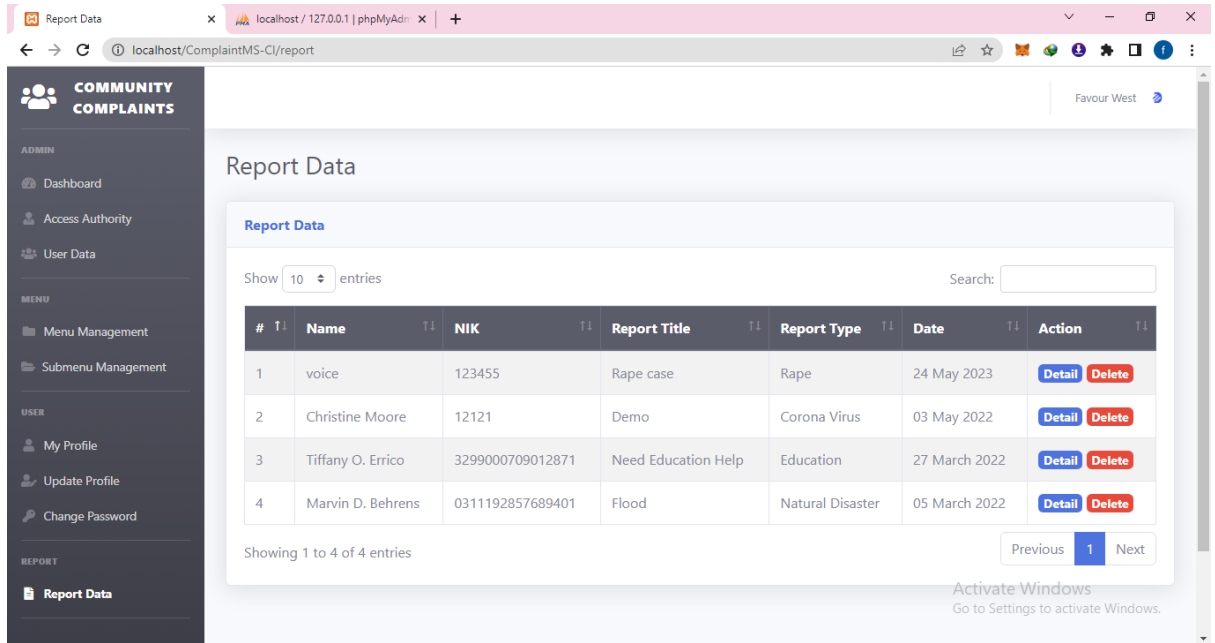 Report Data
localhost / 127.0.0.1 | phpMyAdm
localhost/ComplaintMS-CI/report
COMMUNITY
COMPLAINTS
Favour West
ADMIN
Dashboard
Access Authority
User Data
MENU
Menu Management
Submenu Management
USER
My Profile
Update Profile
Change Password
REPORT
Report Data
Report Data
Report Data
Show 10 entries Search:
# Name NIK Report Title Report Type Date Action
1 voice 123455 Rape case Rape 24 May 2023 Detail Delete
2 Christine Moore 12121 Demo Corona Virus 03 May 2022 Detail Delete
3 Tiffany O. Errico 3299000709012871 Need Education Help Education 27 March 2022 Detail Delete
4 Marvin D. Behrens 0311192857689401 Flood Natural Disaster 05 March 2022 Detail Delete
Showing 1 to 4 of 4 entries Previous 1 Next
Activate Windows
Go to Settings to activate Windows.